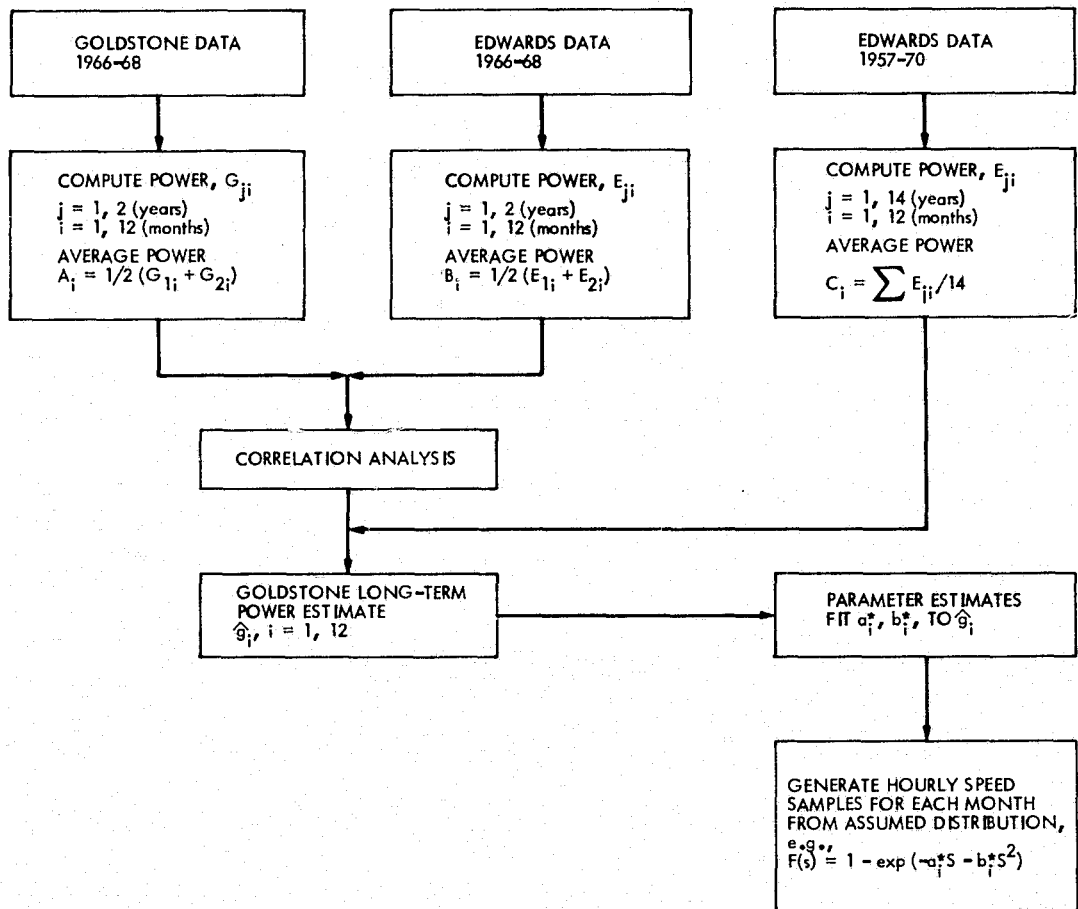 GOLDSTONE DATA
1966-68
EDWARDS DATA
1966-68
EDWARDS DATA
1957-70
COMPUTE POWER, G_ji
j = 1, 2 (years)
i = 1, 12 (months)
AVERAGE POWER
A_i = 1/2 (G_1i + G_2i)
COMPUTE POWER, E_ji
j = 1, 2 (years)
i = 1, 12 (months)
AVERAGE POWER
B_i = 1/2 (E_1i + E_2i)
COMPUTE POWER, E_ji
j = 1, 14 (years)
i = 1, 12 (months)
AVERAGE POWER
C_i = ∑ E_ji /14
CORRELATION ANALYSIS
GOLDSTONE LONG-TERM
POWER ESTIMATE
ĝ_i, i = 1, 12
PARAMETER ESTIMATES
FIT a*_i, b*_i, TO ĝ_i
GENERATE HOURLY SPEED
SAMPLES FOR EACH MONTH
FROM ASSUMED DISTRIBUTION,
e.g.,
F(s) = 1 - exp (-a*_i S - b*_i S²)